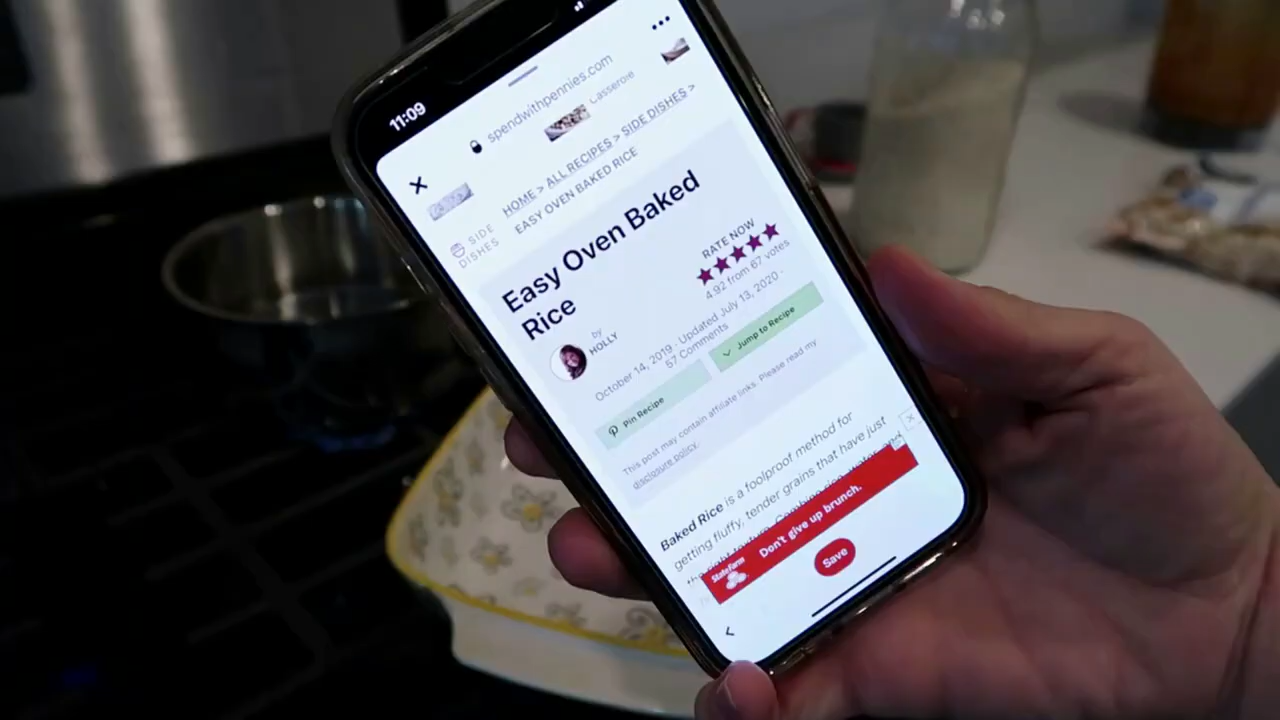 11:09
spendwithpennies.com
Casserole
HOME > ALL RECIPES > SIDE DISHES >
EASY OVEN BAKED RICE
SIDE
DISHES
Easy Oven Baked
Rice
by
HOLLY
RATE NOW
4.92 from 67 votes
October 14, 2019 · Updated July 13, 2020 ·
57 Comments
Pin Recipe
Jump to Recipe
This post may contain affiliate links. Please read my
disclosure policy.
Baked Rice is a foolproof method for
getting fluffy, tender grains that have just
StateFarm
Don't give up brunch.
Save